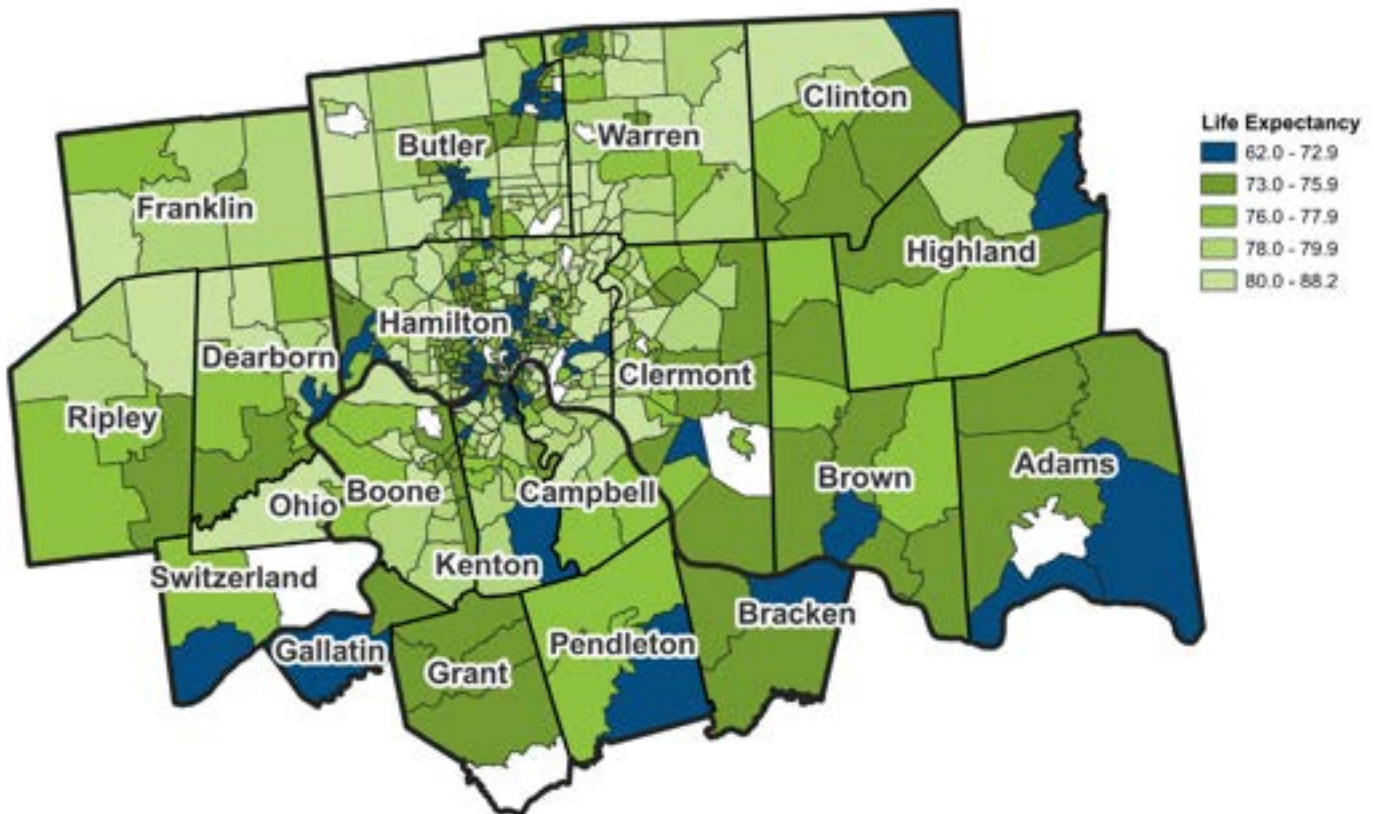 Clinton
Butler
Warren
Franklin
Highland
Hamilton
Dearborn
Clermont
Ripley
Adams
Brown
Ohio
Boone
Campbell
Kenton
Switzerland
Bracken
Gallatin
Pendleton
Grant
Life Expectancy
62.0 - 72.9
73.0 - 75.9
76.0 - 77.9
78.0 - 79.9
80.0 - 88.2